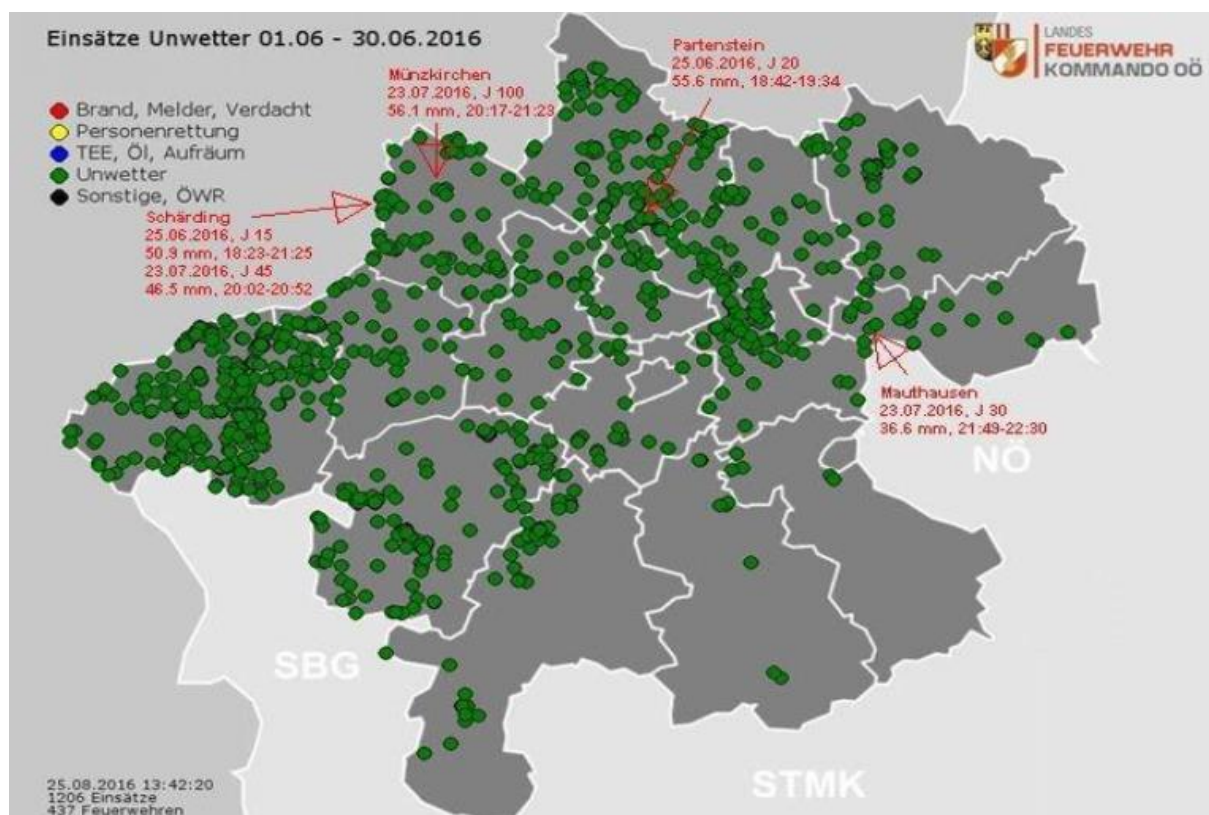 Einsätze Unwetter 01.06 - 30.06.2016
LANDES
FEUERWEHR
KOMMANDO OÖ
Partenstein
25.06.2016, J 20
55.6 mm, 18:42-19:34
Münzkirchen
23.07.2016, J 100
56.1 mm, 20:17-21:23
Brand, Melder, Verdacht
Personenrettung
TEE, Öl, Aufräum
Unwetter
Sonstige, ÖWR
Schärding
25.06.2016, J 15
50.9 mm, 18:23-21:25
23.07.2016, J 45
46.5 mm, 20:02-20:52
Mauthausen
23.07.2016, J 30
36.6 mm, 21:49-22:30
NÖ
SBG
STMK
25.08.2016 13:42:20
1206 Einsätze
437 Feuerwehren